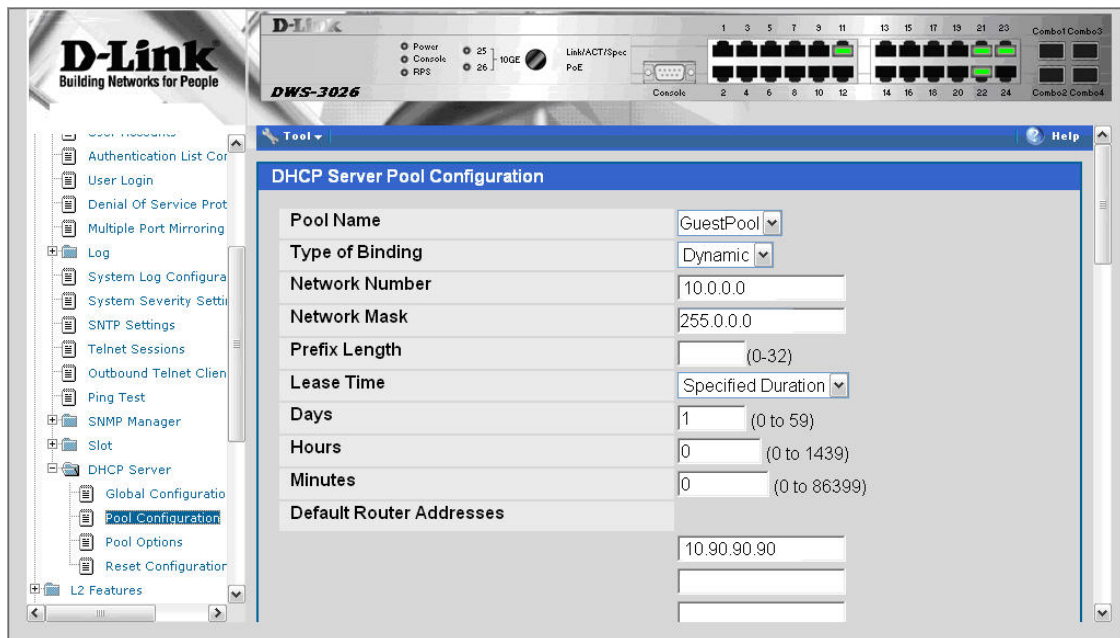 D-Link
Building Networks for People
D-Link
DWS-3026
Power
Console
RPS
25
26
10GE
Link/ACT/Spec
PoE
Console
1 3 5 7 9 11 13 15 17 19 21 23
2 4 6 8 10 12 14 16 18 20 22 24
Combo1 Combo3
Combo2 Combo4
Tool
Help
User Accounts
Authentication List Cor
User Login
Denial Of Service Prot
Multiple Port Mirroring
Log
System Log Configura
System Severity Settin
SNTP Settings
Telnet Sessions
Outbound Telnet Clien
Ping Test
SNMP Manager
Slot
DHCP Server
Global Configuratio
Pool Configuration
Pool Options
Reset Configuration
L2 Features
DHCP Server Pool Configuration
Pool Name GuestPool
Type of Binding Dynamic
Network Number 10.0.0.0
Network Mask 255.0.0.0
Prefix Length (0-32)
Lease Time Specified Duration
Days 1 (0 to 59)
Hours 0 (0 to 1439)
Minutes 0 (0 to 86399)
Default Router Addresses
10.90.90.90